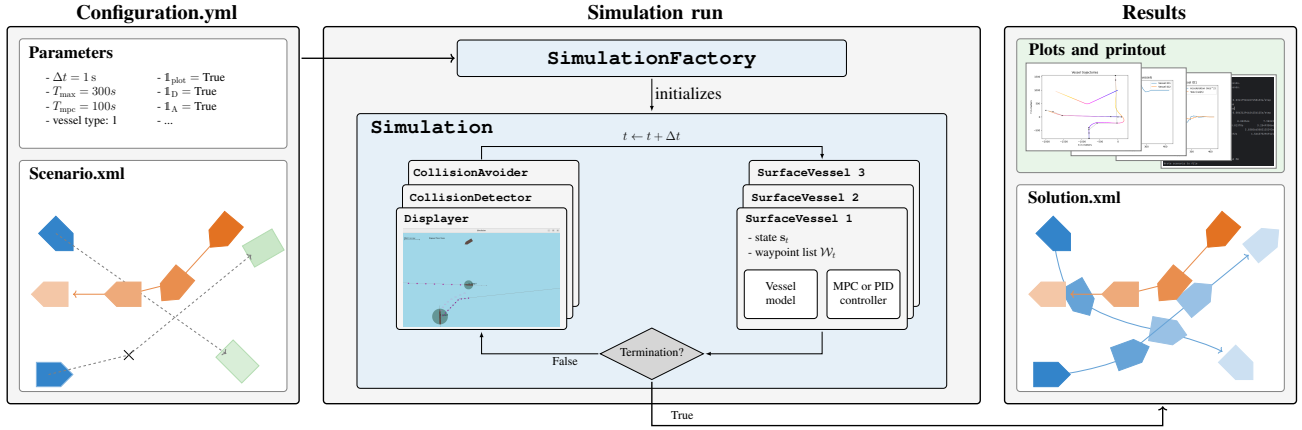 Configuration.yml
Parameters
- Δt = 1 s
- T_max = 300s
- T_mpc = 100s
- vessel type: 1
- 𝟙_plot = True
- 𝟙_D = True
- 𝟙_A = True
- ...
Scenario.xml
Simulation run
SimulationFactory
initializes
Simulation
t ← t + Δt
CollisionAvoider
CollisionDetector
Displayer
SurfaceVessel 3
SurfaceVessel 2
SurfaceVessel 1
- state s_t
- waypoint list 𝒲_t
Vessel
model
MPC or PID
controller
Termination?
False
True
Results
Plots and printout
Vessel trajectories
Solution.xml